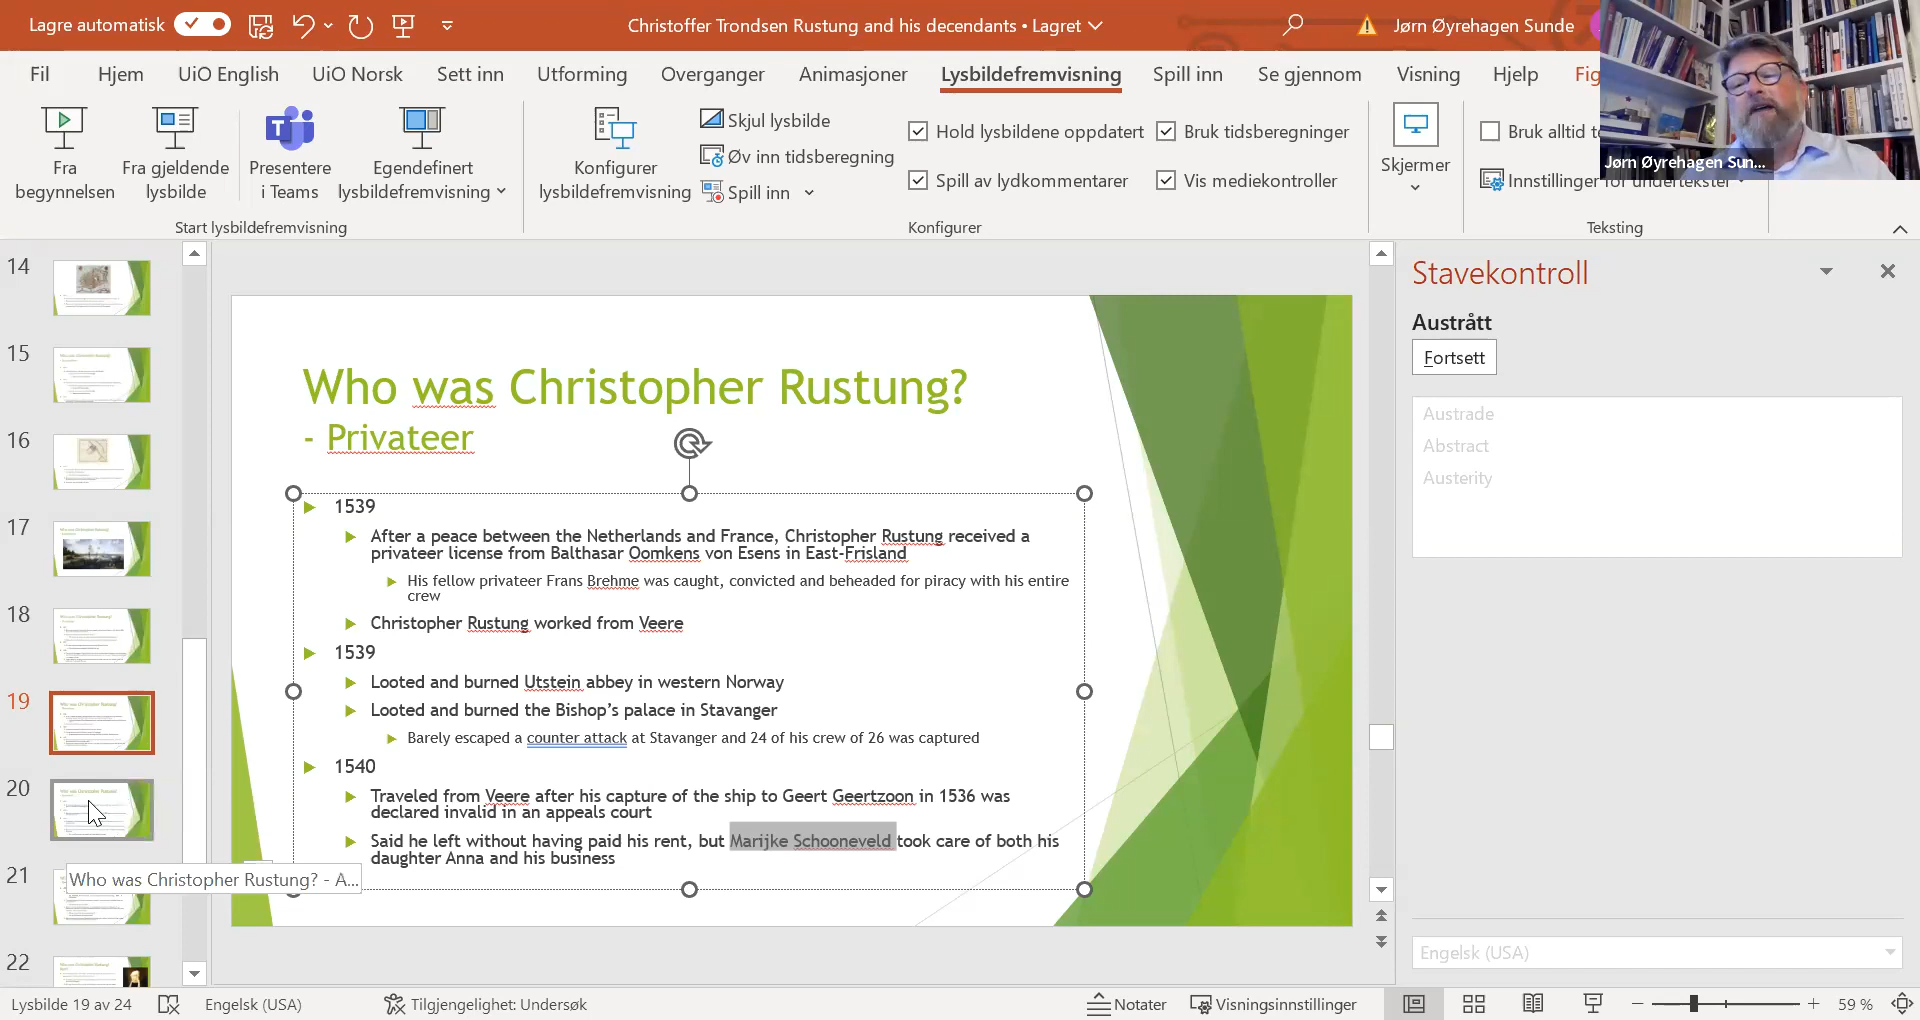 Lagre automatisk
Christoffer Trondsen Rustung and his decendants • Lagret
Jørn Øyrehagen Sunde
Fil Hjem UiO English UiO Norsk Sett inn Utforming Overganger Animasjoner Lysbildefremvisning Spill inn Se gjennom Visning Hjelp Fig
Fra
begynnelsen
Fra gjeldende
lysbilde
Presentere
i Teams
Egendefinert
lysbildefremvisning
Start lysbildefremvisning
Konfigurer
lysbildefremvisning
Skjul lysbilde
Øv inn tidsberegning
Spill inn
Hold lysbildene oppdatert
Spill av lydkommentarer
Bruk tidsberegninger
Vis mediekontroller
Konfigurer
Skjermer
Bruk alltid t
Innstillinger for undertekster
Teksting
Jørn Øyrehagen Sun...
14
15
16
17
18
19
20
21
22
Who was Christopher Rustung? - A...
Who was Christopher Rustung?
- Privateer
1539
After a peace between the Netherlands and France, Christopher Rustung received a
privateer license from Balthasar Oomkens von Esens in East-Frisland
His fellow privateer Frans Brehme was caught, convicted and beheaded for piracy with his entire
crew
Christopher Rustung worked from Veere
1539
Looted and burned Utstein abbey in western Norway
Looted and burned the Bishop's palace in Stavanger
Barely escaped a counter attack at Stavanger and 24 of his crew of 26 was captured
1540
Traveled from Veere after his capture of the ship to Geert Geertzoon in 1536 was
declared invalid in an appeals court
Said he left without having paid his rent, but Marijke Schooneveld took care of both his
daughter Anna and his business
Stavekontroll
Austrått
Fortsett
Austrade
Abstract
Austerity
Engelsk (USA)
Lysbilde 19 av 24
Engelsk (USA)
Tilgjengelighet: Undersøk
Notater
Visningsinnstillinger
59 %